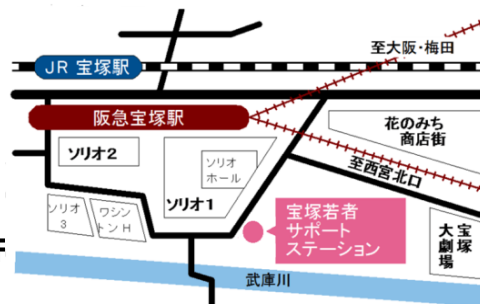 至大阪・梅田
JR 宝塚駅
阪急宝塚駅
花のみち
商店街
ソリオ2
ソリオ
ホール
至西宮北口
ソリオ1
ソリオ
3
ワシン
トンH
宝塚若者
サポート
ステーション
宝塚
大劇場
武庫川